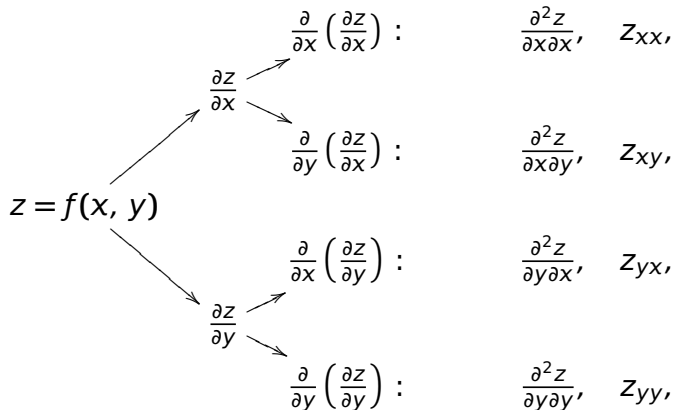 ∂/∂x (∂z/∂x) : ∂²z/∂x∂x, z_xx,
∂z/∂x
∂/∂y (∂z/∂x) : ∂²z/∂x∂y, z_xy,
z = f(x, y)
∂/∂x (∂z/∂y) : ∂²z/∂y∂x, z_yx,
∂z/∂y
∂/∂y (∂z/∂y) : ∂²z/∂y∂y, z_yy,